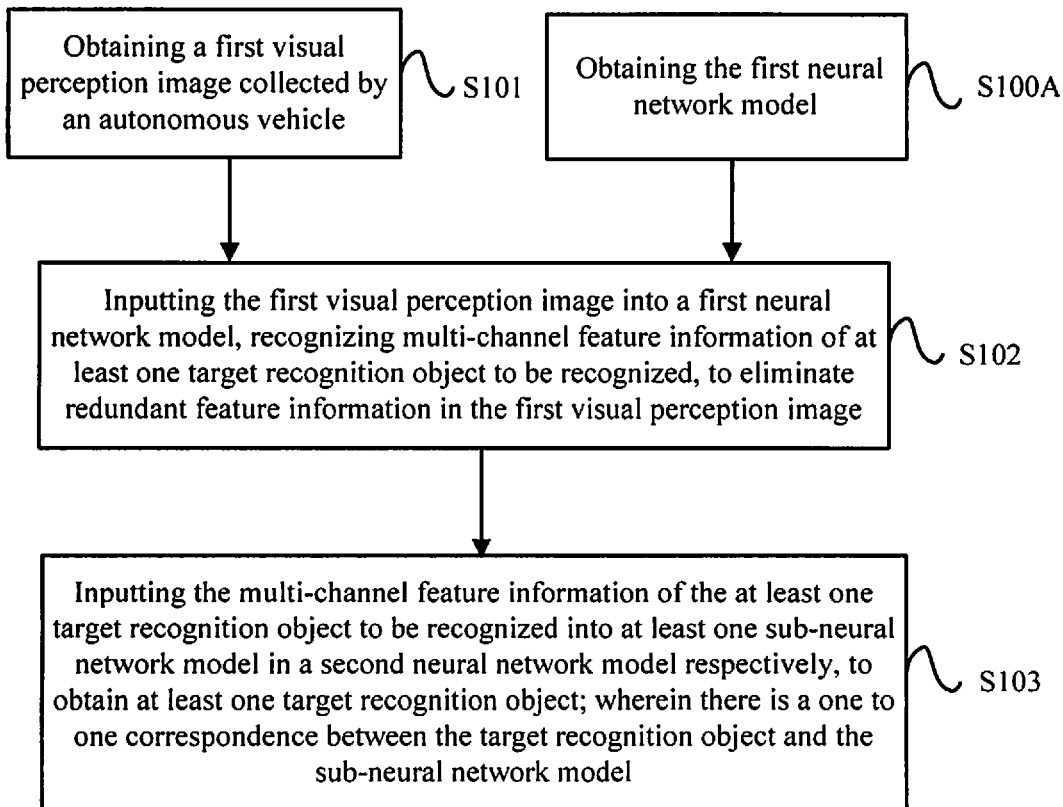 Obtaining a first visual
perception image collected by
an autonomous vehicle
S101
Obtaining the first neural
network model
S100A
Inputting the first visual perception image into a first neural
network model, recognizing multi-channel feature information of at
least one target recognition object to be recognized, to eliminate
redundant feature information in the first visual perception image
S102
Inputting the multi-channel feature information of the at least one
target recognition object to be recognized into at least one sub-neural
network model in a second neural network model respectively, to
obtain at least one target recognition object; wherein there is a one to
one correspondence between the target recognition object and the
sub-neural network model
S103